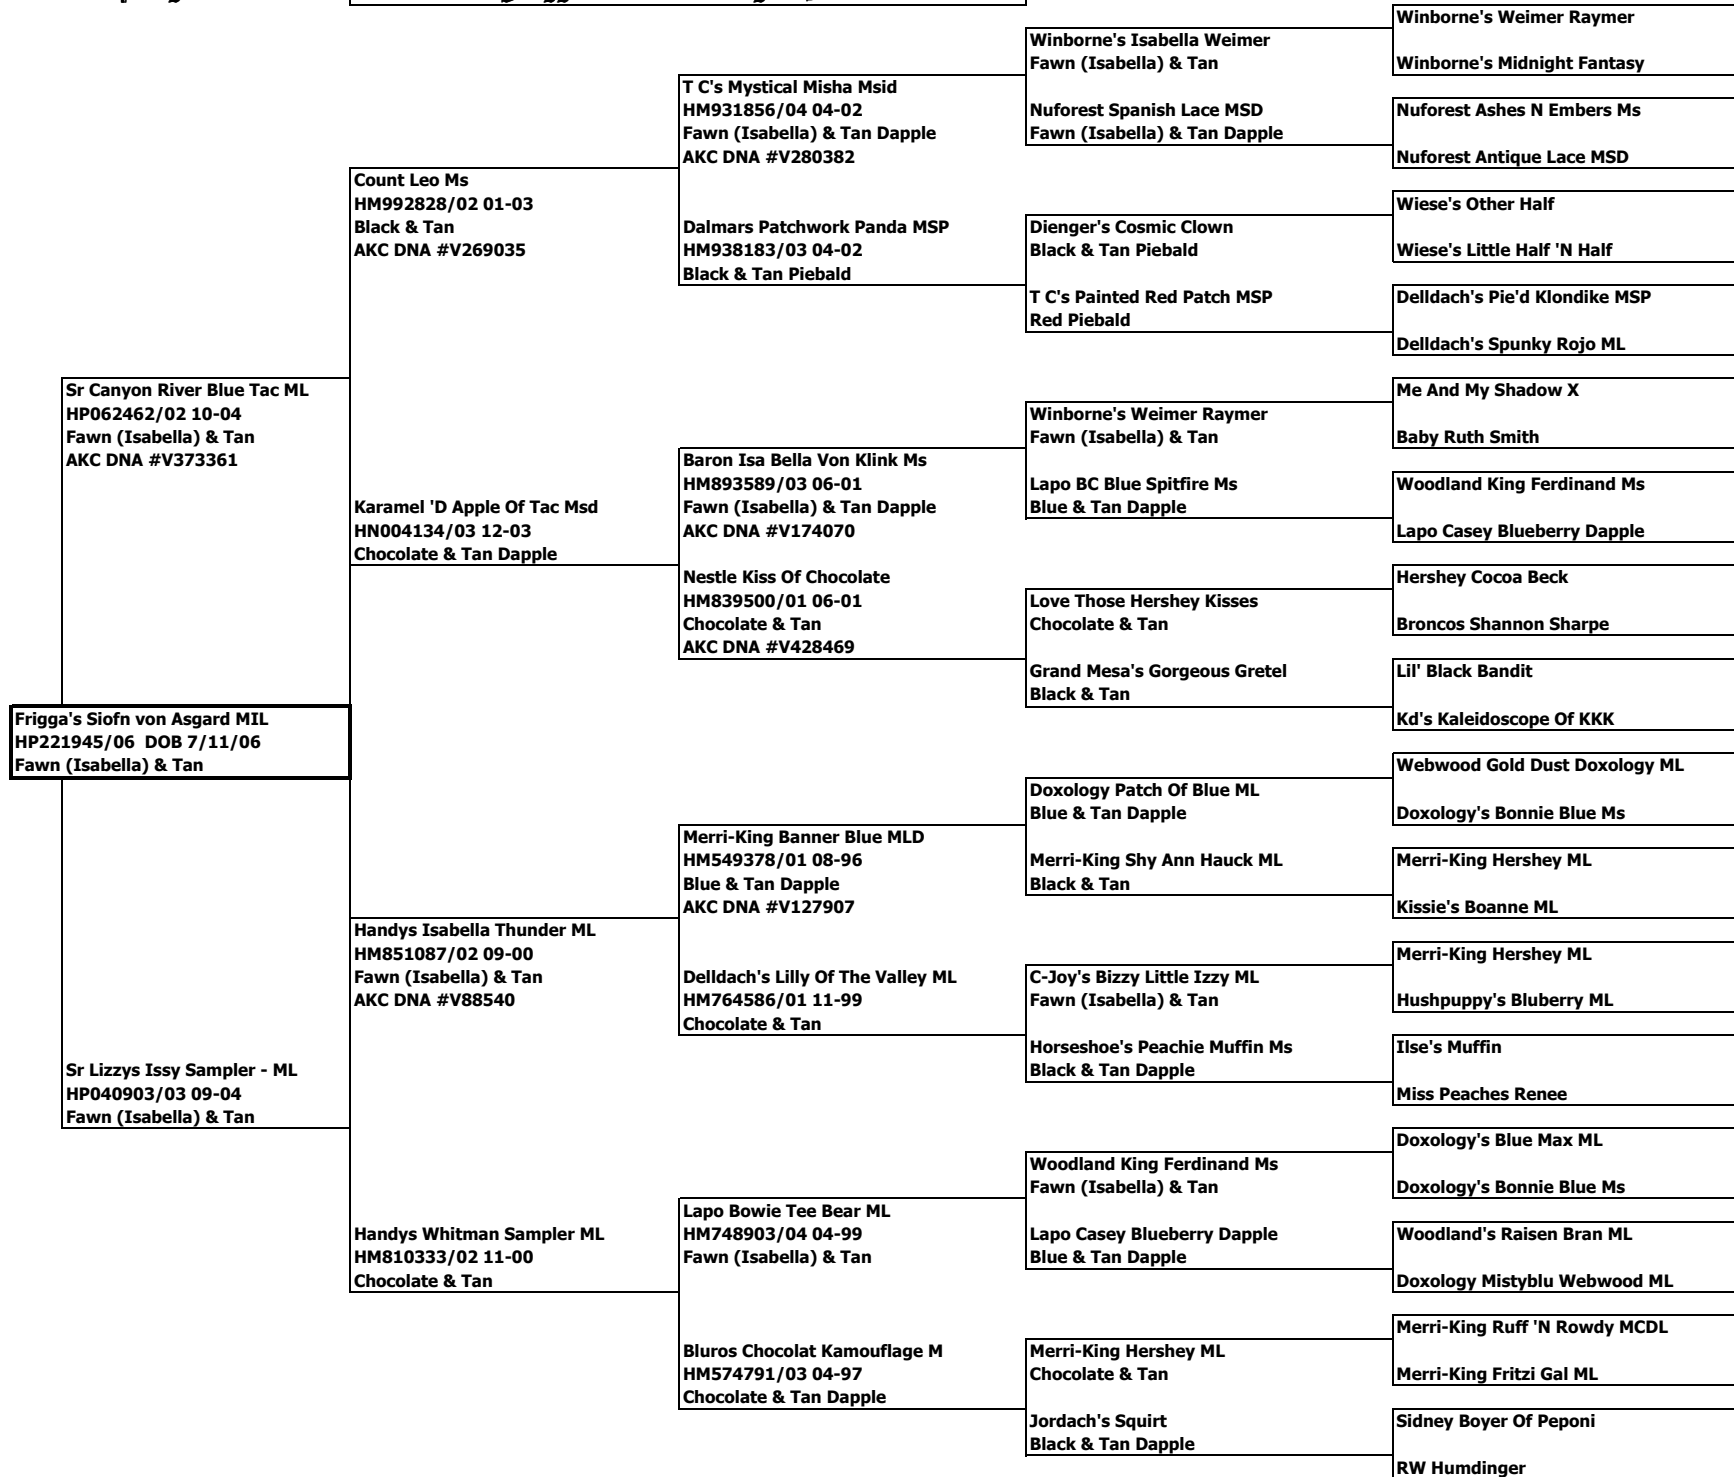 Winborne's Weimer Raymer
Winborne's Isabella Weimer
Fawn (Isabella) & Tan
Winborne's Midnight Fantasy
T C's Mystical Misha Msid
HM931856/04 04-02
Fawn (Isabella) & Tan Dapple
AKC DNA #V280382
Nuforest Ashes N Embers Ms
Nuforest Spanish Lace MSD
Fawn (Isabella) & Tan Dapple
Nuforest Antique Lace MSD
Count Leo Ms
HM992828/02 01-03
Black & Tan
AKC DNA #V269035
Wiese's Other Half
Dalmars Patchwork Panda MSP
HM938183/03 04-02
Black & Tan Piebald
Dienger's Cosmic Clown
Black & Tan Piebald
Wiese's Little Half 'N Half
T C's Painted Red Patch MSP
Red Piebald
Delldach's Pie'd Klondike MSP
Delldach's Spunky Rojo ML
Sr Canyon River Blue Tac ML
HP062462/02 10-04
Fawn (Isabella) & Tan
AKC DNA #V373361
Me And My Shadow X
Winborne's Weimer Raymer
Fawn (Isabella) & Tan
Baby Ruth Smith
Baron Isa Bella Von Klink Ms
HM893589/03 06-01
Fawn (Isabella) & Tan Dapple
AKC DNA #V174070
Lapo BC Blue Spitfire Ms
Blue & Tan Dapple
Woodland King Ferdinand Ms
Lapo Casey Blueberry Dapple
Karamel 'D Apple Of Tac Msd
HN004134/03 12-03
Chocolate & Tan Dapple
Nestle Kiss Of Chocolate
HM839500/01 06-01
Chocolate & Tan
AKC DNA #V428469
Hershey Cocoa Beck
Love Those Hershey Kisses
Chocolate & Tan
Broncos Shannon Sharpe
Grand Mesa's Gorgeous Gretel
Black & Tan
Lil' Black Bandit
Kd's Kaleidoscope Of KKK
Frigga's Siofn von Asgard MIL
HP221945/06 DOB 7/11/06
Fawn (Isabella) & Tan
Webwood Gold Dust Doxology ML
Doxology Patch Of Blue ML
Blue & Tan Dapple
Doxology's Bonnie Blue Ms
Merri-King Banner Blue MLD
HM549378/01 08-96
Blue & Tan Dapple
AKC DNA #V127907
Merri-King Shy Ann Hauck ML
Black & Tan
Merri-King Hershey ML
Kissie's Boanne ML
Handys Isabella Thunder ML
HM851087/02 09-00
Fawn (Isabella) & Tan
AKC DNA #V88540
Merri-King Hershey ML
Delldach's Lilly Of The Valley ML
HM764586/01 11-99
Chocolate & Tan
C-Joy's Bizzy Little Izzy ML
Fawn (Isabella) & Tan
Hushpuppy's Bluberry ML
Horseshoe's Peachie Muffin Ms
Black & Tan Dapple
Ilse's Muffin
Miss Peaches Renee
Sr Lizzys Issy Sampler - ML
HP040903/03 09-04
Fawn (Isabella) & Tan
Doxology's Blue Max ML
Woodland King Ferdinand Ms
Fawn (Isabella) & Tan
Doxology's Bonnie Blue Ms
Lapo Bowie Tee Bear ML
HM748903/04 04-99
Fawn (Isabella) & Tan
Lapo Casey Blueberry Dapple
Blue & Tan Dapple
Woodland's Raisen Bran ML
Doxology Mistyblu Webwood ML
Handys Whitman Sampler ML
HM810333/02 11-00
Chocolate & Tan
Merri-King Ruff 'N Rowdy MCDL
Bluros Chocolat Kamouflage M
HM574791/03 04-97
Chocolate & Tan Dapple
Merri-King Hershey ML
Chocolate & Tan
Merri-King Fritzi Gal ML
Jordach's Squirt
Black & Tan Dapple
Sidney Boyer Of Peponi
RW Humdinger